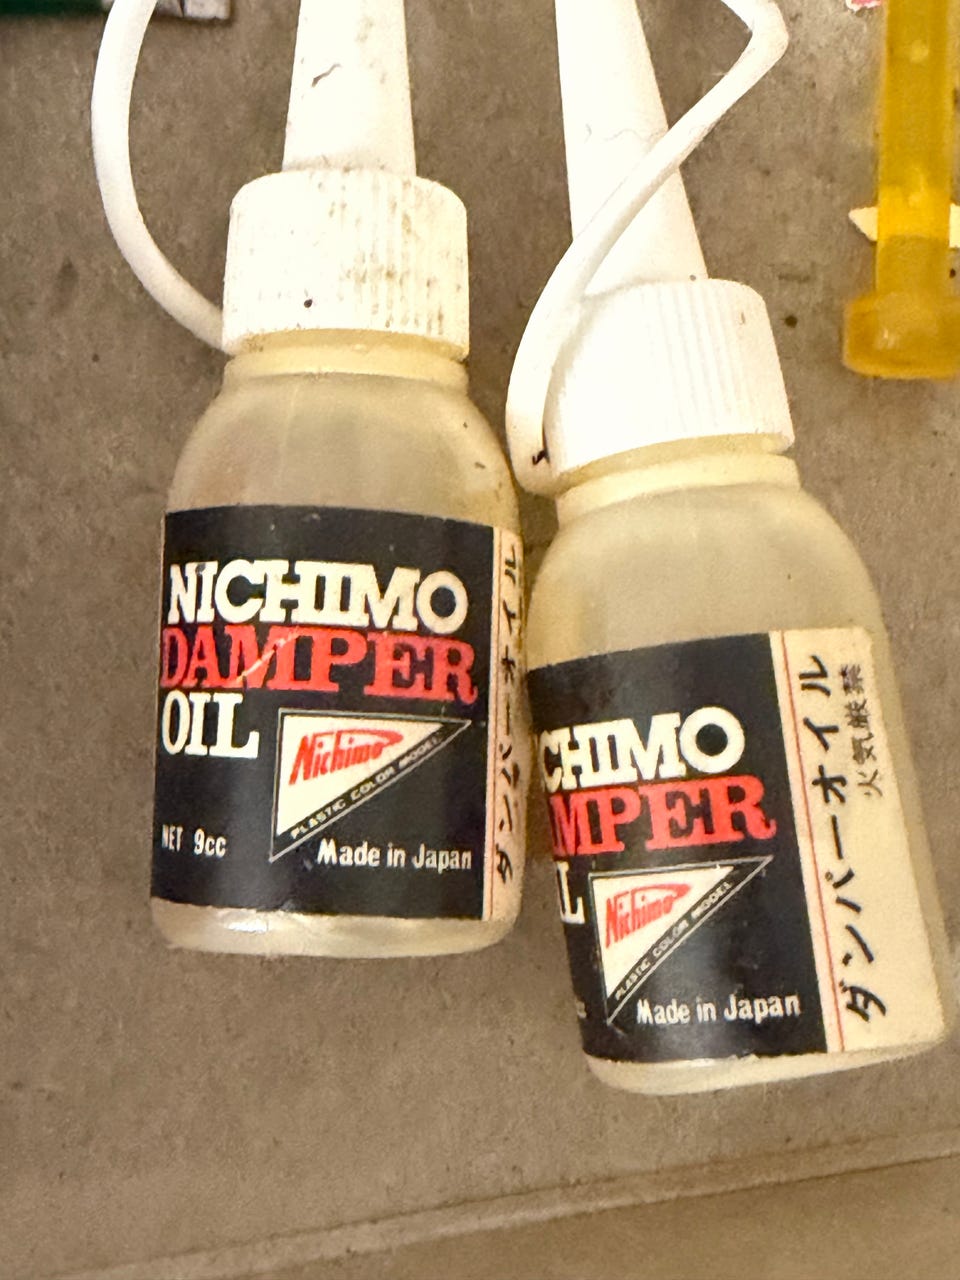 NICHIMO
DAMPER
OIL
Nichimo
PLASTIC COLOR MODEL
NET 9cc
Made in Japan
ダンパーオイル
CHIMO
MPER
L
Nichimo
PLASTIC COLOR MODEL
Made in Japan
ダンパーオイル
火気厳禁